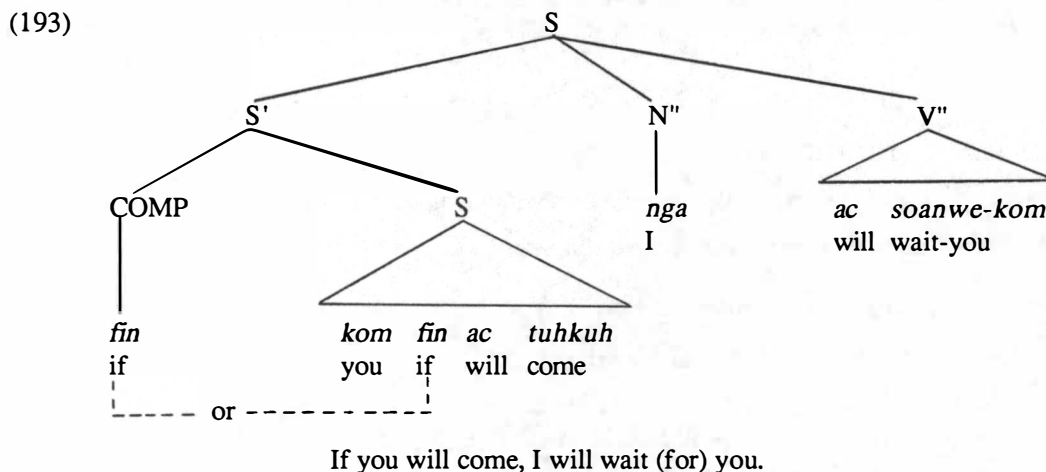 (193)
S
S' N" V"
COMP S nga ac soanwe-kom
I will wait-you
fin kom fin ac tuhkuh
if you if will come
or
If you will come, I will wait (for) you.